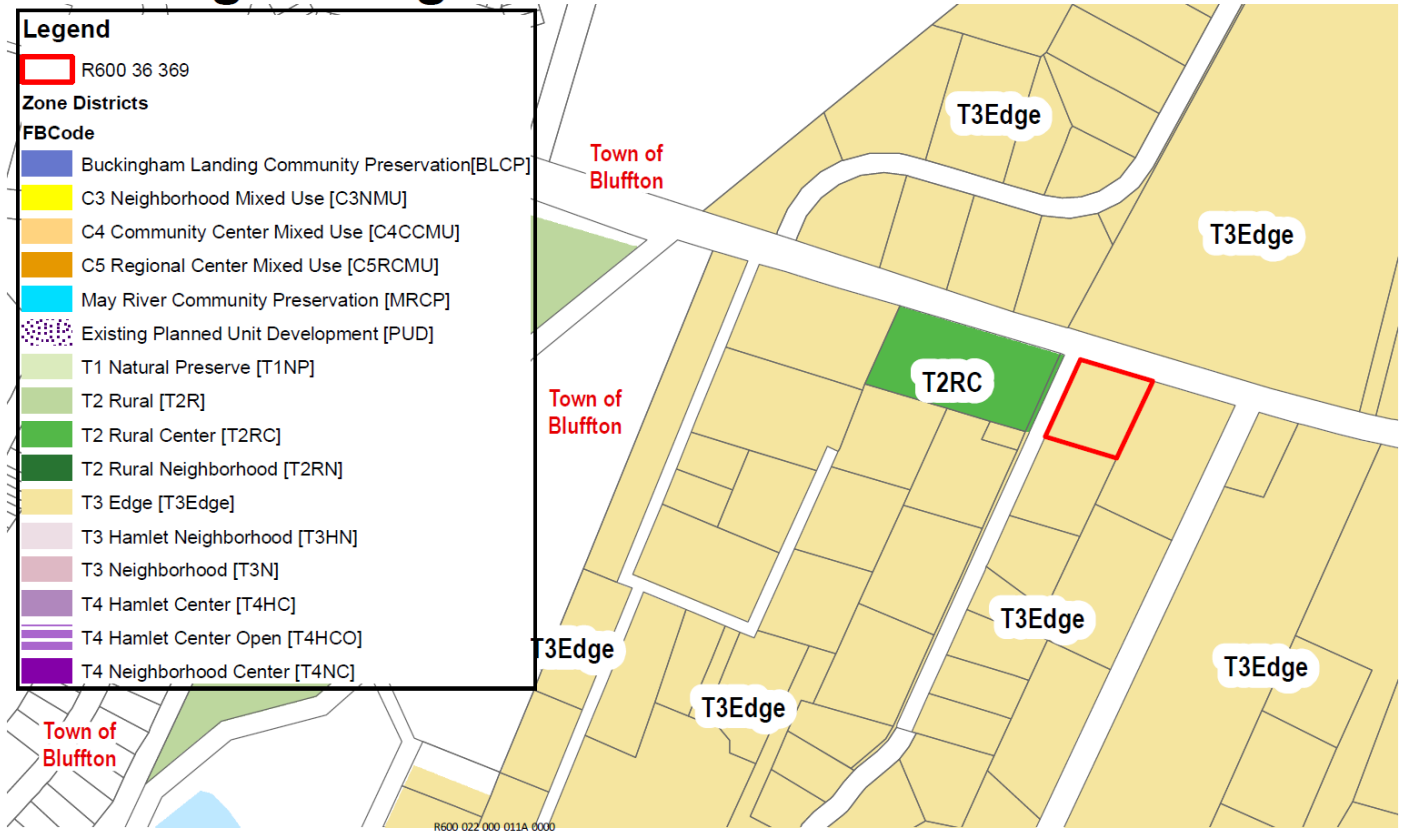 Legend
R600 36 369
Zone Districts
FBCode
Buckingham Landing Community Preservation[BLCP]
C3 Neighborhood Mixed Use [C3NMU]
C4 Community Center Mixed Use [C4CCMU]
C5 Regional Center Mixed Use [C5RCMU]
May River Community Preservation [MRCP]
Existing Planned Unit Development [PUD]
T1 Natural Preserve [T1NP]
T2 Rural [T2R]
T2 Rural Center [T2RC]
T2 Rural Neighborhood [T2RN]
T3 Edge [T3Edge]
T3 Hamlet Neighborhood [T3HN]
T3 Neighborhood [T3N]
T4 Hamlet Center [T4HC]
T4 Hamlet Center Open [T4HCO]
T4 Neighborhood Center [T4NC]
T3Edge
Town of
Bluffton
T3Edge
T2RC
Town of
Bluffton
T3Edge
T3Edge
T3Edge
T3Edge
Town of
Bluffton
R600 022 000 011A 0000